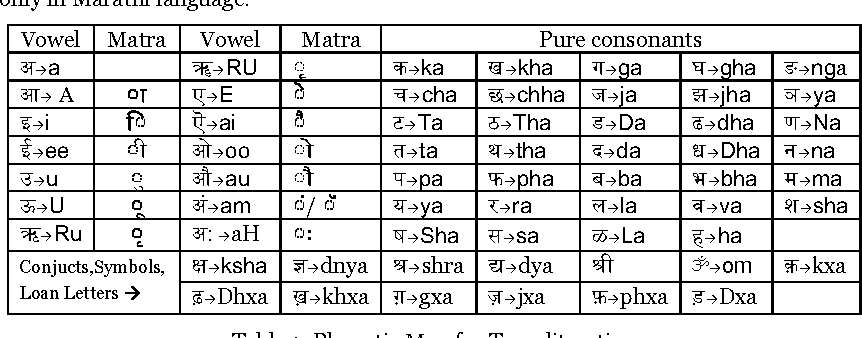 only in Marathi language.
Vowel Matra Vowel Matra Pure consonants
अ→a ॠ→RU ॄ क→ka ख→kha ग→ga घ→gha ङ→nga
आ→ A ा ए→E े च→cha छ→chha ज→ja झ→jha ञ→ya
इ→i ि ऐ→ai ै ट→Ta ठ→Tha ड→Da ढ→dha ण→Na
ई→ee ी ओ→oo ो त→ta थ→tha द→da ध→Dha न→na
उ→u ु औ→au ौ प→pa फ→pha ब→ba भ→bha म→ma
ऊ→U ू अं→am ं/ ँ य→ya र→ra ल→la व→va श→sha
ऋ→Ru ृ अ: →aH ः ष→Sha स→sa ळ→La ह→ha
Conjucts,Symbols, Loan Letters → क्ष→ksha ज्ञ→dnya श्र→shra द्य→dya श्री ॐ→om क़→kxa
ढ़→Dhxa ख़→khxa ग़→gxa ज़→jxa फ़→phxa ड़→Dxa